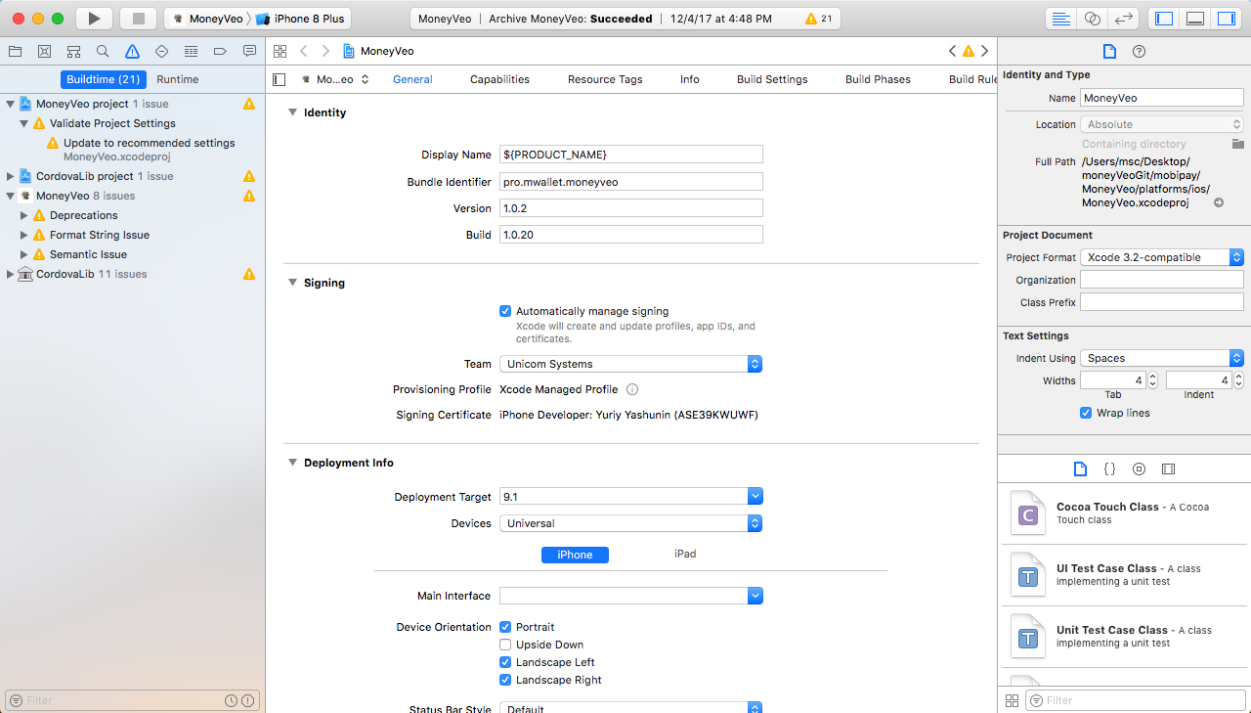 MoneyVeo
iPhone 8 Plus
MoneyVeo | Archive MoneyVeo: Succeeded | 12/4/17 at 4:48 PM
21
MoneyVeo
Buildtime (21)
Runtime
Mo...eo
General
Capabilities
Resource Tags
Info
Build Settings
Build Phases
Build Rule
MoneyVeo project 1 issue
Validate Project Settings
Update to recommended settings
MoneyVeo.xcodeproj
CordovaLib project 1 issue
MoneyVeo 8 issues
Deprecations
Format String Issue
Semantic Issue
CordovaLib 11 issues
Filter
Identity
Display Name ${PRODUCT_NAME}
Bundle Identifier pro.mwallet.moneyveo
Version 1.0.2
Build 1.0.20
Signing
Automatically manage signing
Xcode will create and update profiles, app IDs, and
certificates.
Team Unicom Systems
Provisioning Profile Xcode Managed Profile
Signing Certificate iPhone Developer: Yuriy Yashunin (ASE39KWUWF)
Deployment Info
Deployment Target 9.1
Devices Universal
iPhone
iPad
Main Interface
Device Orientation Portrait
Upside Down
Landscape Left
Landscape Right
Status Bar Style Default
Identity and Type
Name MoneyVeo
Location Absolute
Containing directory
Full Path /Users/msc/Desktop/
moneyVeoGit/mobipay/
MoneyVeo/platforms/ios/
MoneyVeo.xcodeproj
Project Document
Project Format Xcode 3.2-compatible
Organization
Class Prefix
Text Settings
Indent Using Spaces
Widths 4 4
Tab Indent
Wrap lines
{}
C
Cocoa Touch Class - A Cocoa
Touch class
T
UI Test Case Class - A class
implementing a unit test
T
Unit Test Case Class - A class
implementing a unit test
Filter